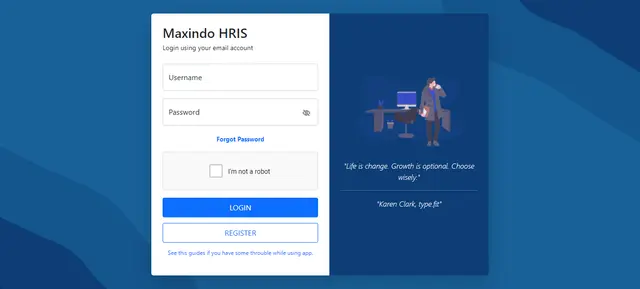 Maxindo HRIS
Login using your email account
Username
Password
Forgot Password
I'm not a robot
LOGIN
REGISTER
See this guides if you have some throuble while using app.
"Life is change. Growth is optional. Choose
wisely."
"Karen Clark, type fit"